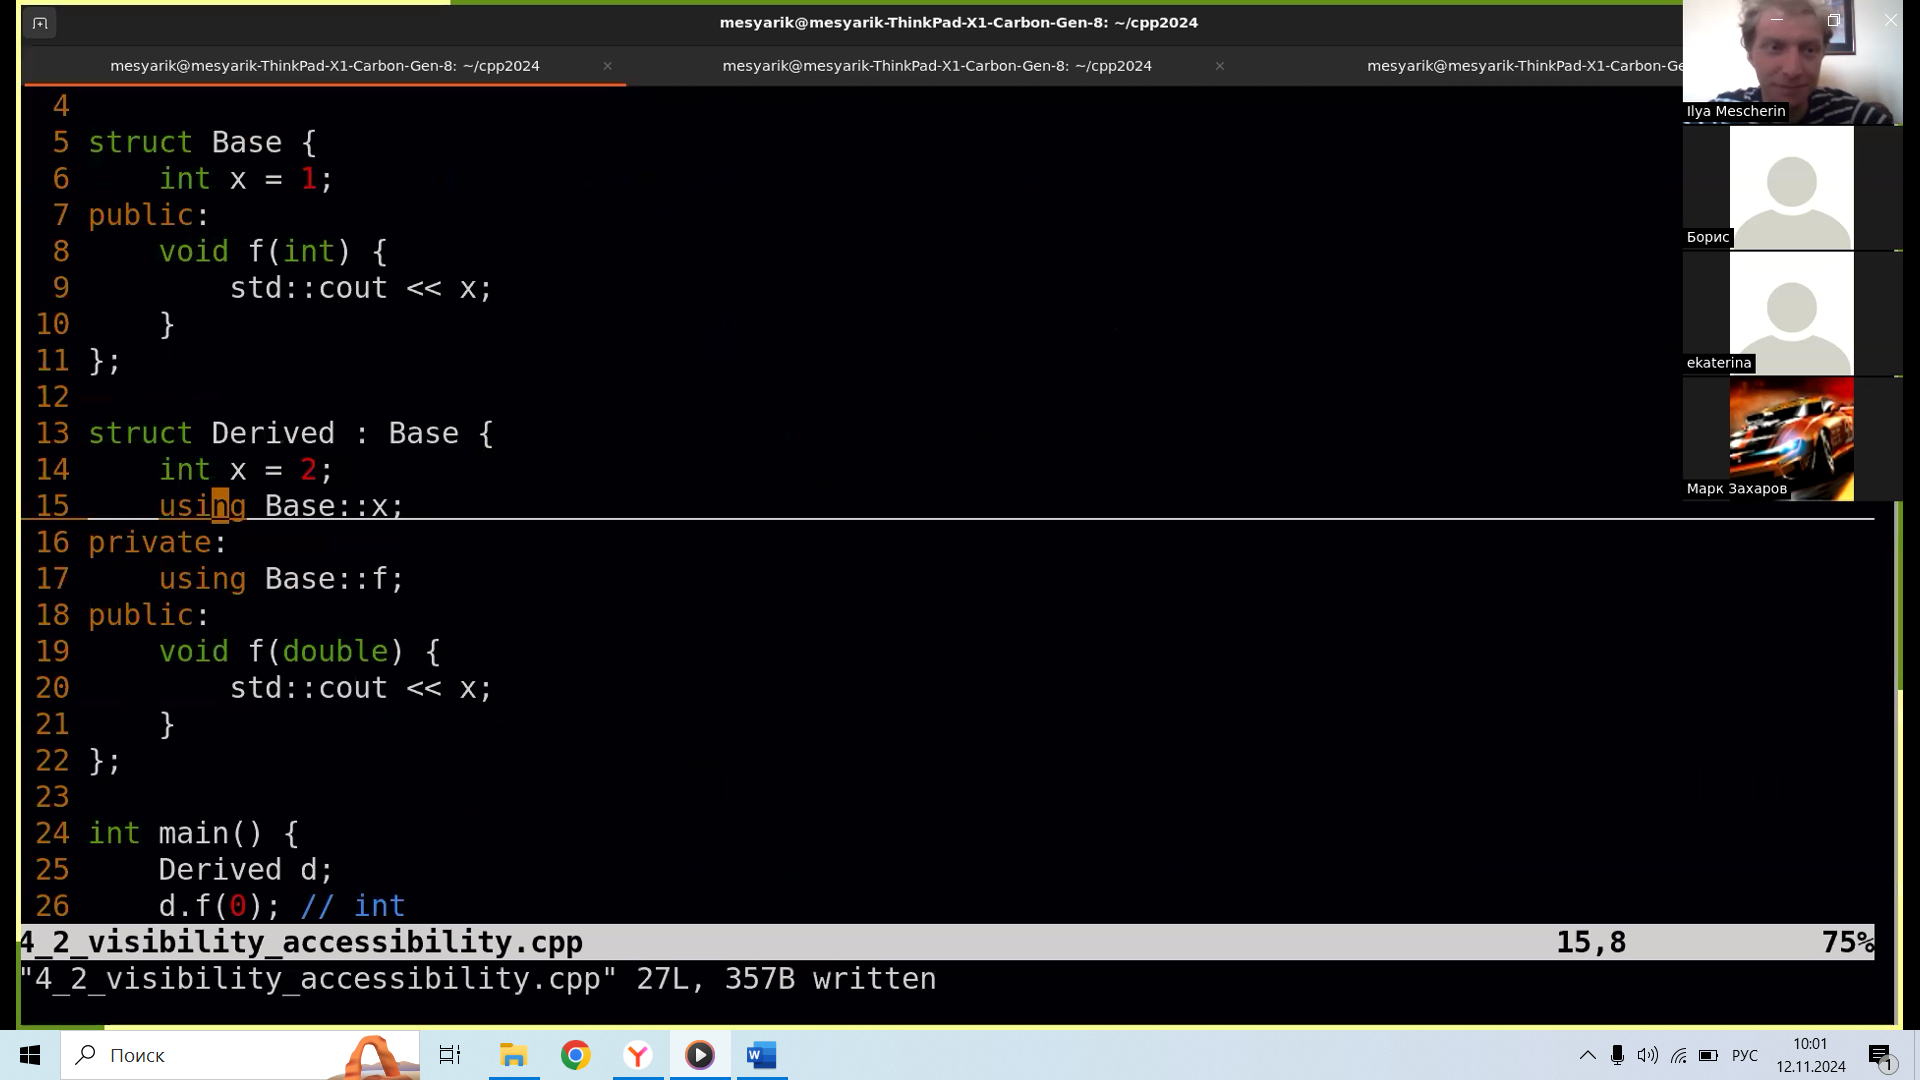 mesyarik@mesyarik-ThinkPad-X1-Carbon-Gen-8: ~/cpp2024
mesyarik@mesyarik-ThinkPad-X1-Carbon-Gen-8: ~/cpp2024
mesyarik@mesyarik-ThinkPad-X1-Carbon-Gen-8: ~/cpp2024
mesyarik@mesyarik-ThinkPad-X1-Carbon-Ge
Ilya Mescherin
Борис
ekaterina
Марк Захаров
4
5 struct Base {
6     int x = 1;
7 public:
8     void f(int) {
9         std::cout << x;
10     }
11 };
12
13 struct Derived : Base {
14     int x = 2;
15     using Base::x;
16 private:
17     using Base::f;
18 public:
19     void f(double) {
20         std::cout << x;
21     }
22 };
23
24 int main() {
25     Derived d;
26     d.f(0); // int
4_2_visibility_accessibility.cpp 15,8 75%
"4_2_visibility_accessibility.cpp" 27L, 357B written
Поиск
РУС
10:01
12.11.2024
1